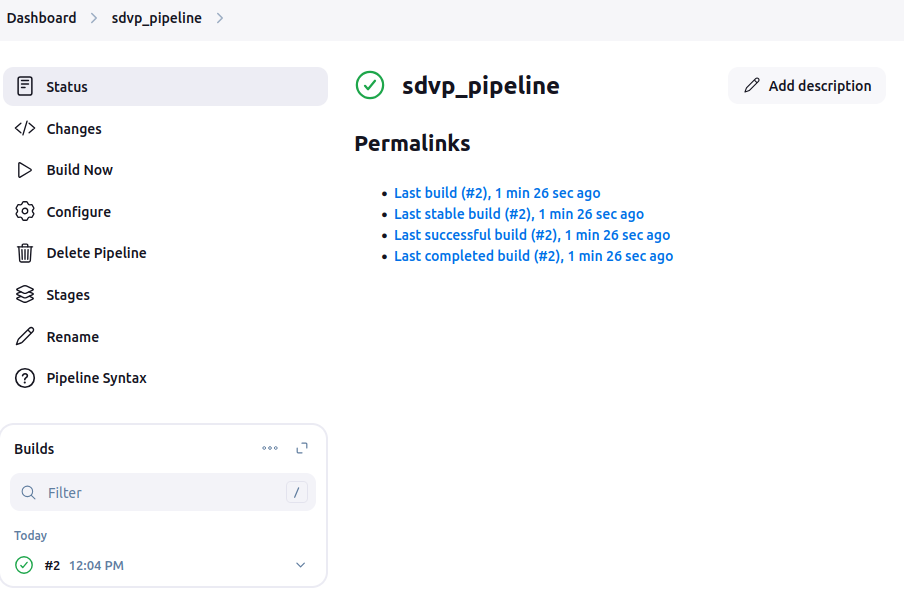 Dashboard > sdvp_pipeline >
Status
Changes
Build Now
Configure
Delete Pipeline
Stages
Rename
Pipeline Syntax
Builds
Filter /
Today
#2 12:04 PM
sdvp_pipeline
Add description
Permalinks
Last build (#2), 1 min 26 sec ago
Last stable build (#2), 1 min 26 sec ago
Last successful build (#2), 1 min 26 sec ago
Last completed build (#2), 1 min 26 sec ago